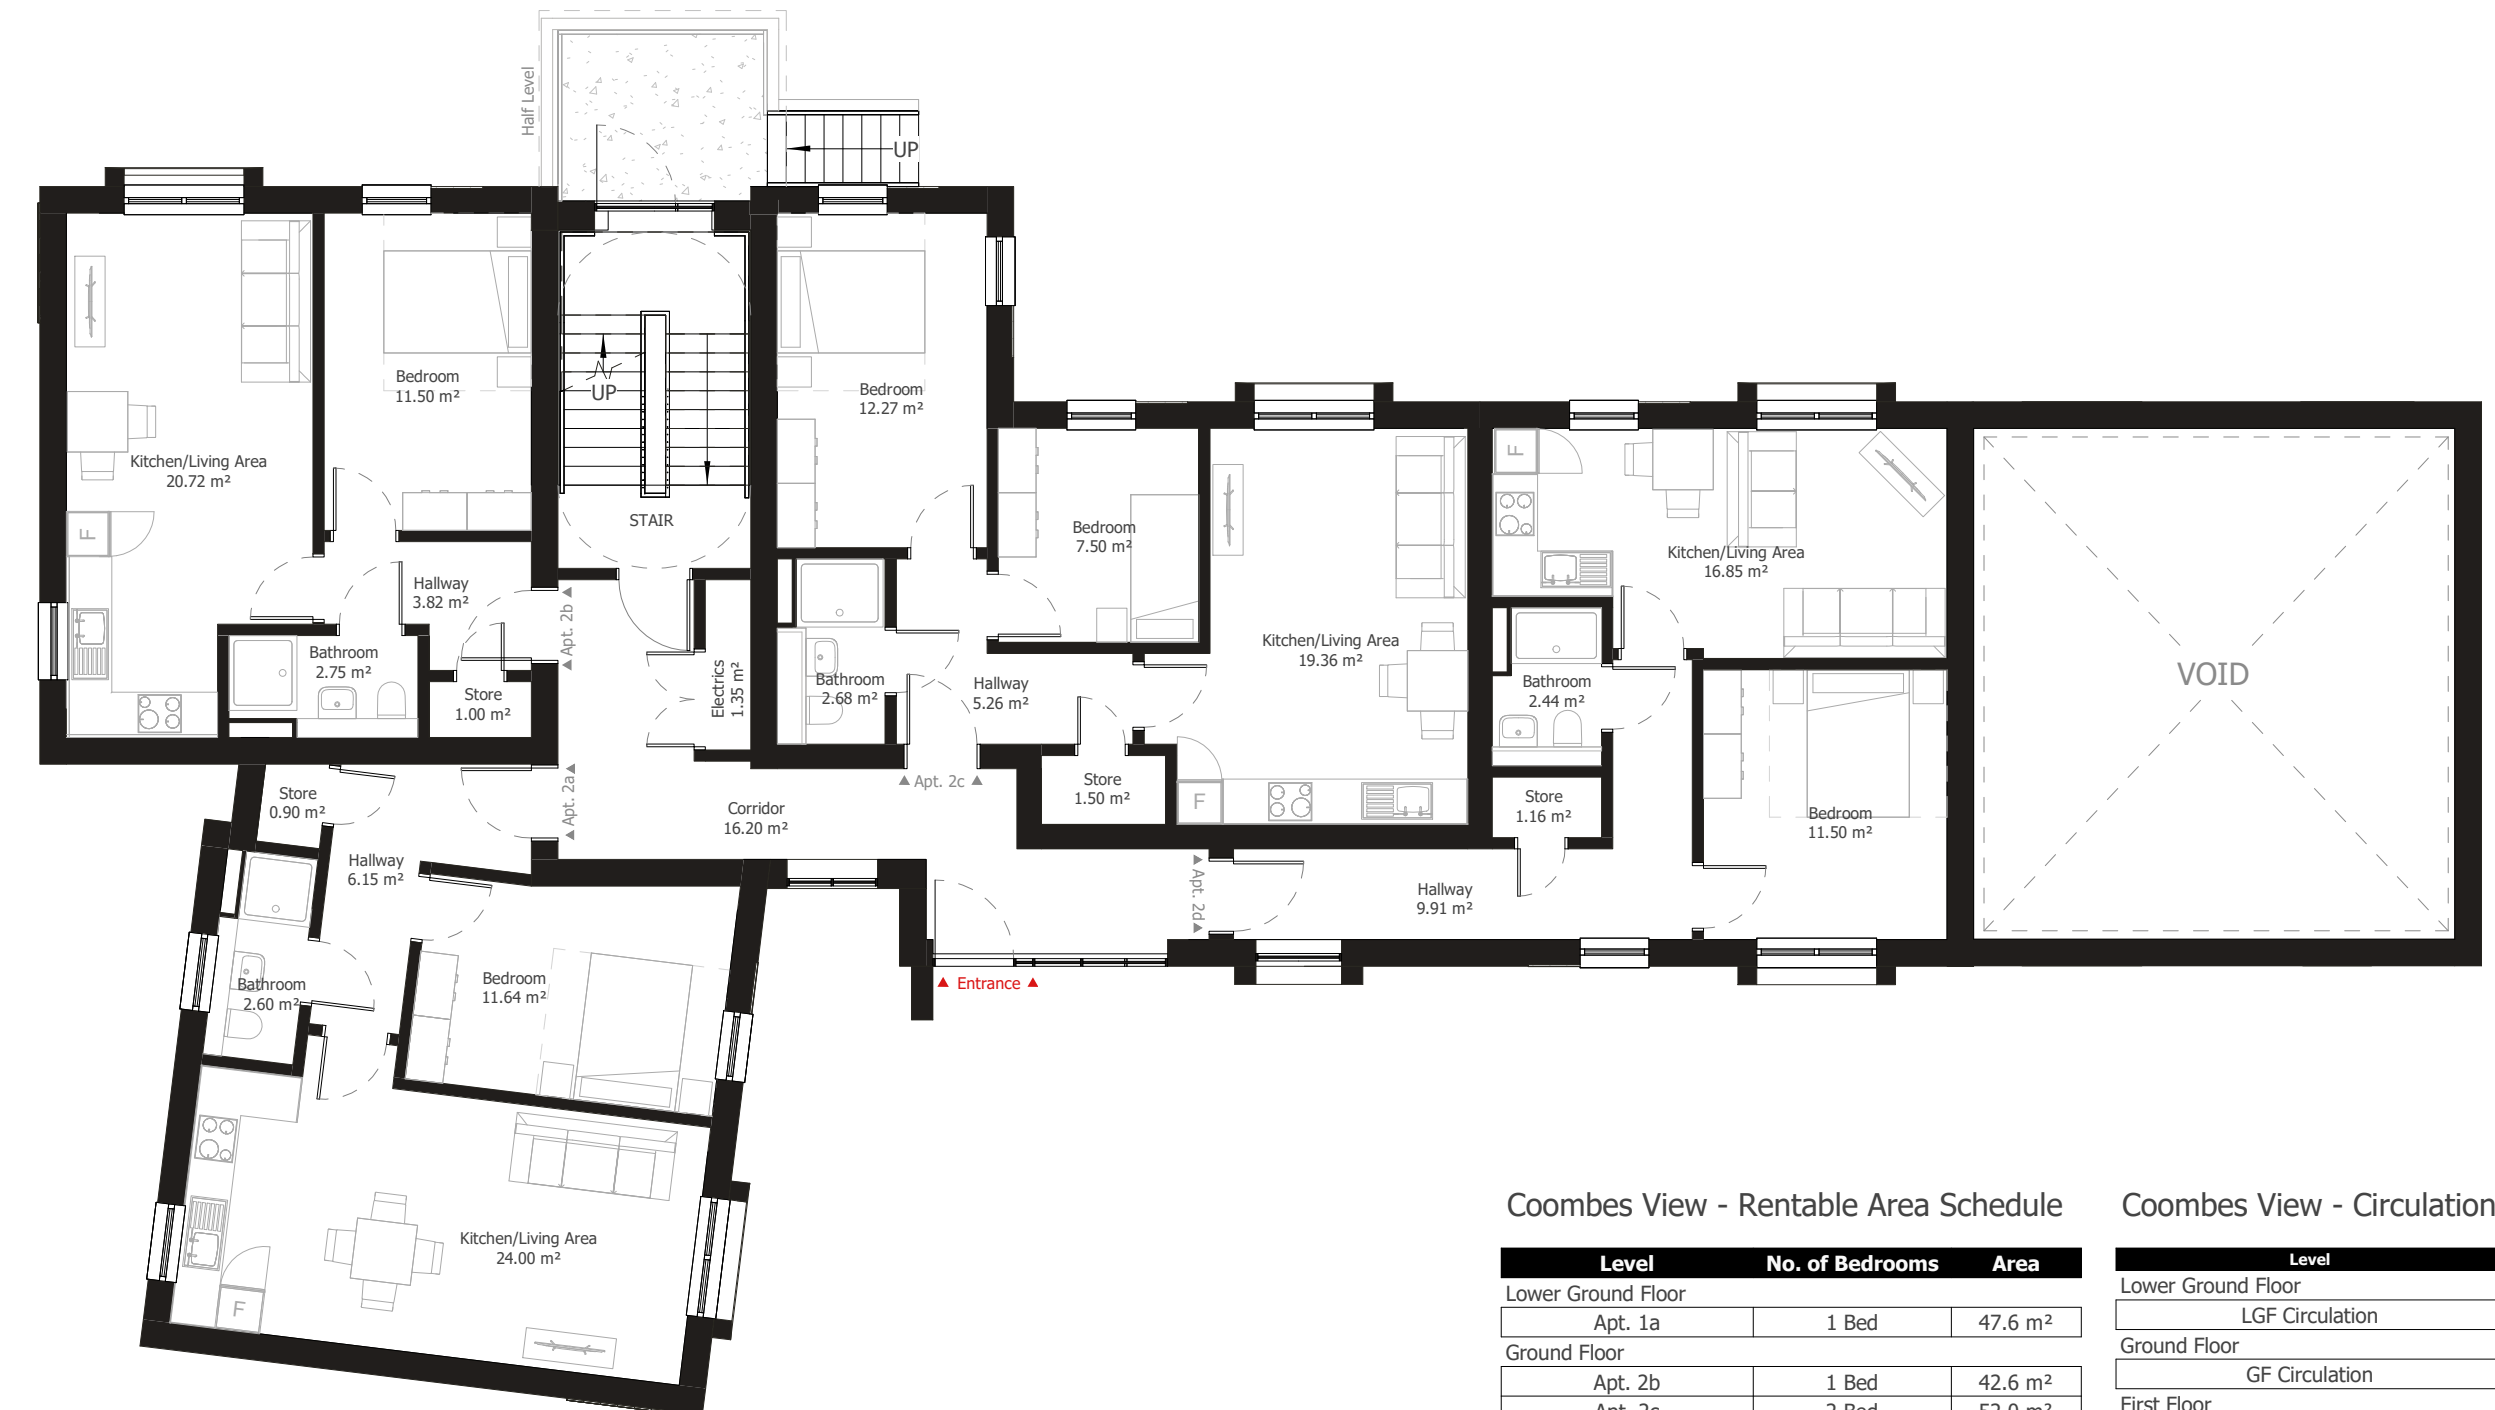 Half Level
UP
Bedroom
11.50 m²
UP
Bedroom
12.27 m²
Kitchen/Living Area
20.72 m²
F
STAIR
Bedroom
7.50 m²
F
Kitchen/Living Area
16.85 m²
Hallway
3.82 m²
Apt. 2b
Kitchen/Living Area
19.36 m²
Bathroom
2.75 m²
Store
1.00 m²
Electrics
1.35 m²
Bathroom
2.68 m²
Hallway
5.26 m²
Bathroom
2.44 m²
VOID
Store
0.90 m²
Apt. 2a
Corridor
16.20 m²
Apt. 2c
Store
1.50 m²
F
Store
1.16 m²
Bedroom
11.50 m²
Hallway
6.15 m²
Apt. 2d
Hallway
9.91 m²
Bathroom
2.60 m²
Bedroom
11.64 m²
Entrance
Kitchen/Living Area
24.00 m²
F
Coombes View - Rentable Area Schedule
Level No. of Bedrooms Area
Lower Ground Floor
Apt. 1a 1 Bed 47.6 m²
Ground Floor
Apt. 2b 1 Bed 42.6 m²
Apt. 2c 2 Bed 52.0 m²
Coombes View - Circulation
Level
Lower Ground Floor
LGF Circulation
Ground Floor
GF Circulation
First Floor